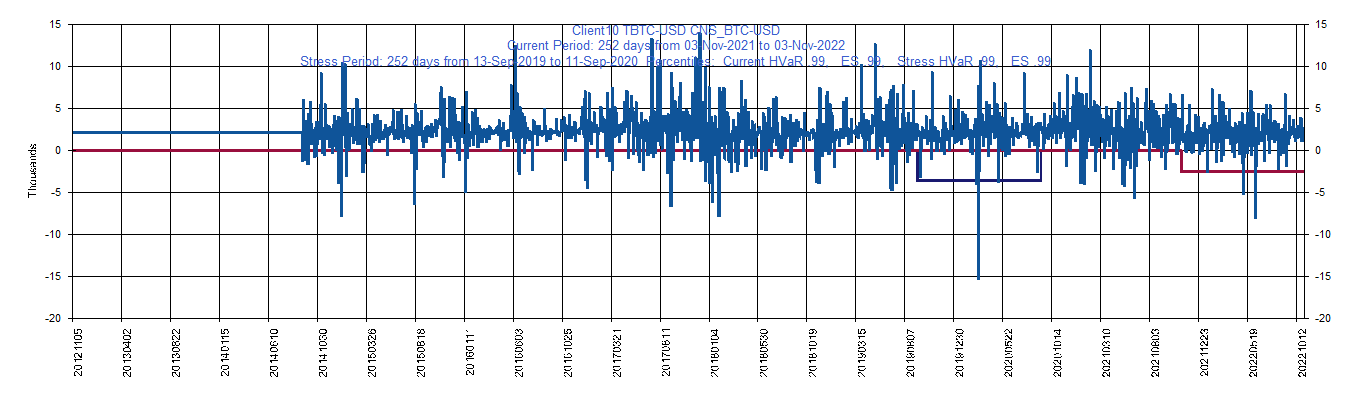 Client10 TBTC-USD CNS_BTC-USD
Current Period: 252 days from 03-Nov-2021 to 03-Nov-2022
Stress Period: 252 days from 13-Sep-2019 to 11-Sep-2020 Percentiles: Current HVaR .99, ES .99, Stress HVaR .99, ES .99
15 15
10 10
5 5
0 0
-5 -5
-10 -10
-15 -15
-20 -20
Thousands
20121105 20130402 20130822 20140115 20140610 20141030 20150326 20150818 20160111 20160603 20161025 20170321 20170811 20180104 20180530 20181019 20190315 20190807 20191230 20200522 20201014 20210310 20210803 20211223 20220519 20221012